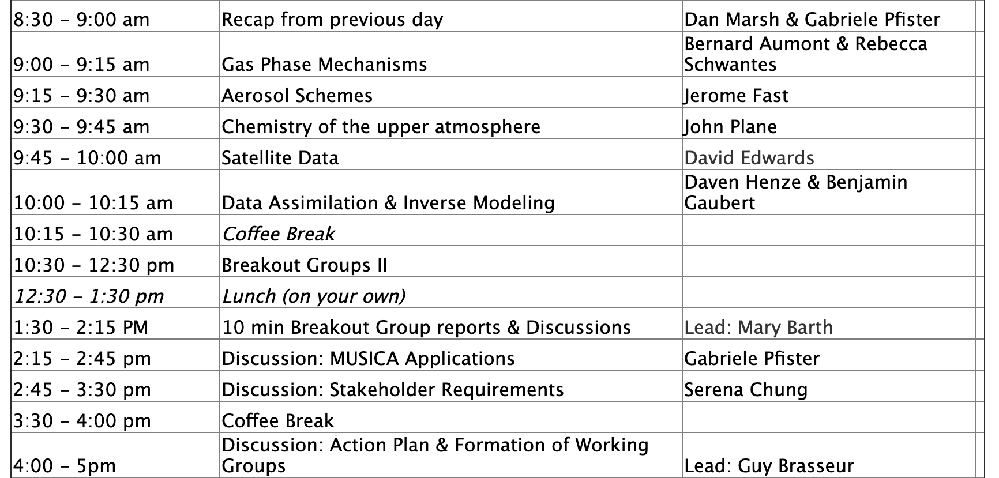 8:30 – 9:00 am Recap from previous day Dan Marsh & Gabriele Pfister
Bernard Aumont & Rebecca
9:00 – 9:15 am Gas Phase Mechanisms Schwantes
9:15 – 9:30 am Aerosol Schemes Jerome Fast
9:30 – 9:45 am Chemistry of the upper atmosphere John Plane
9:45 – 10:00 am Satellite Data David Edwards
Daven Henze & Benjamin
10:00 – 10:15 am Data Assimilation & Inverse Modeling Gaubert
10:15 – 10:30 am Coffee Break
10:30 – 12:30 pm Breakout Groups II
12:30 – 1:30 pm Lunch (on your own)
1:30 – 2:15 PM 10 min Breakout Group reports & Discussions Lead: Mary Barth
2:15 – 2:45 pm Discussion: MUSICA Applications Gabriele Pfister
2:45 – 3:30 pm Discussion: Stakeholder Requirements Serena Chung
3:30 – 4:00 pm Coffee Break
Discussion: Action Plan & Formation of Working
4:00 – 5pm Groups Lead: Guy Brasseur